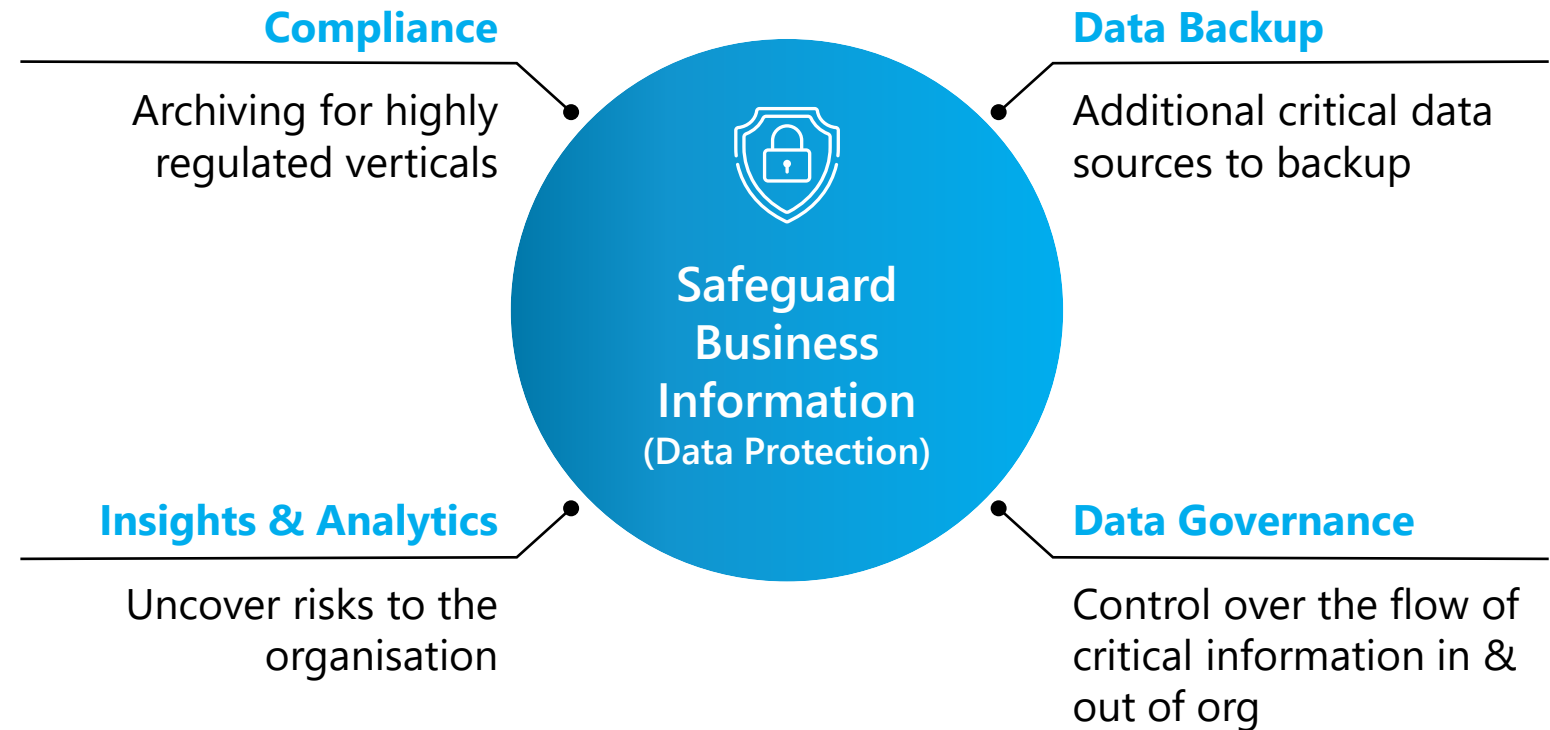 Compliance
Archiving for highly
regulated verticals
Data Backup
Additional critical data
sources to backup
Safeguard
Business
Information
(Data Protection)
Insights & Analytics
Uncover risks to the
organisation
Data Governance
Control over the flow of
critical information in &
out of org